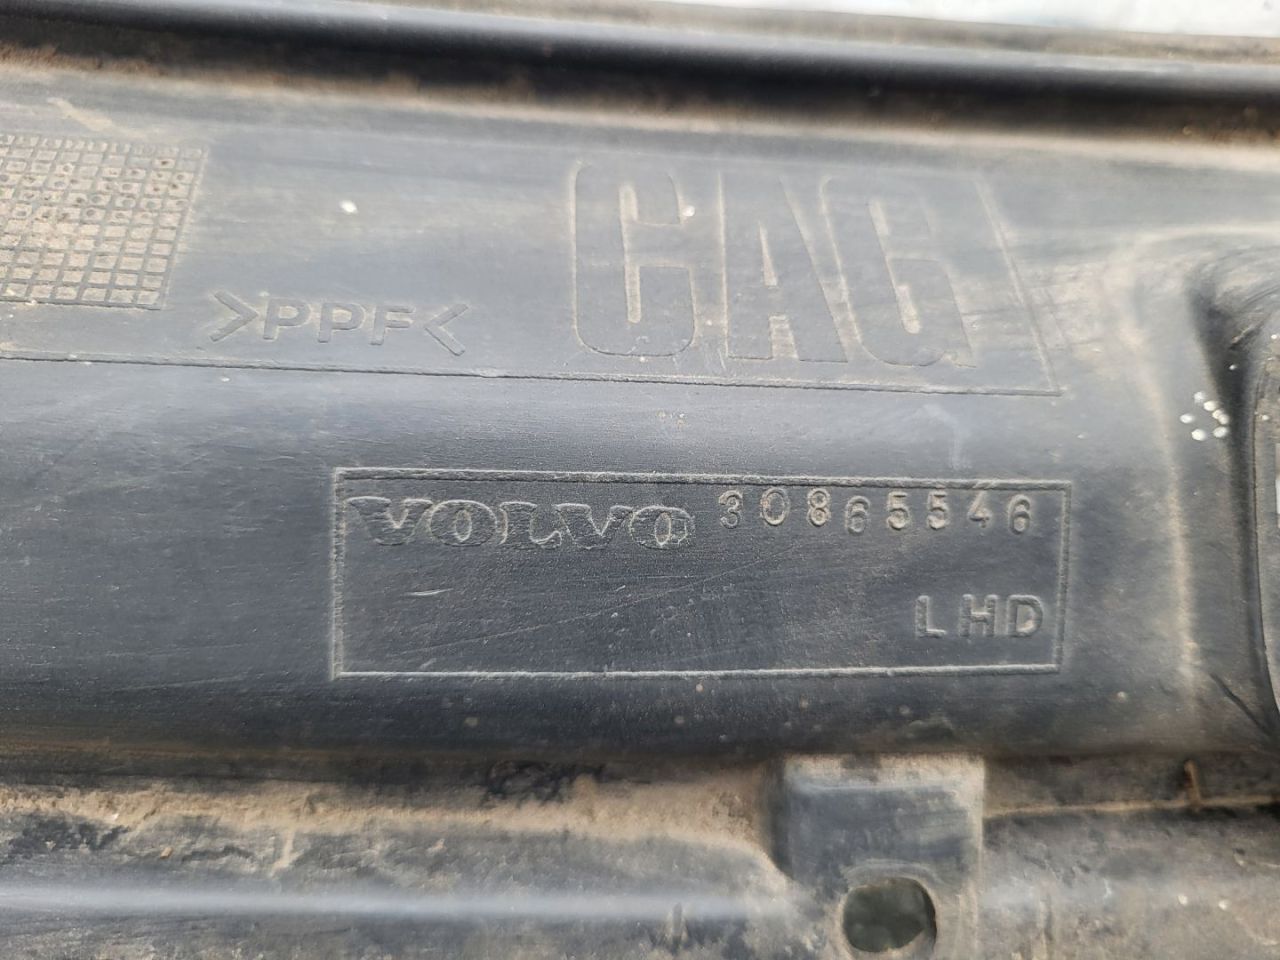 CAG
>PPF<
VOLVO 30865546
LHD